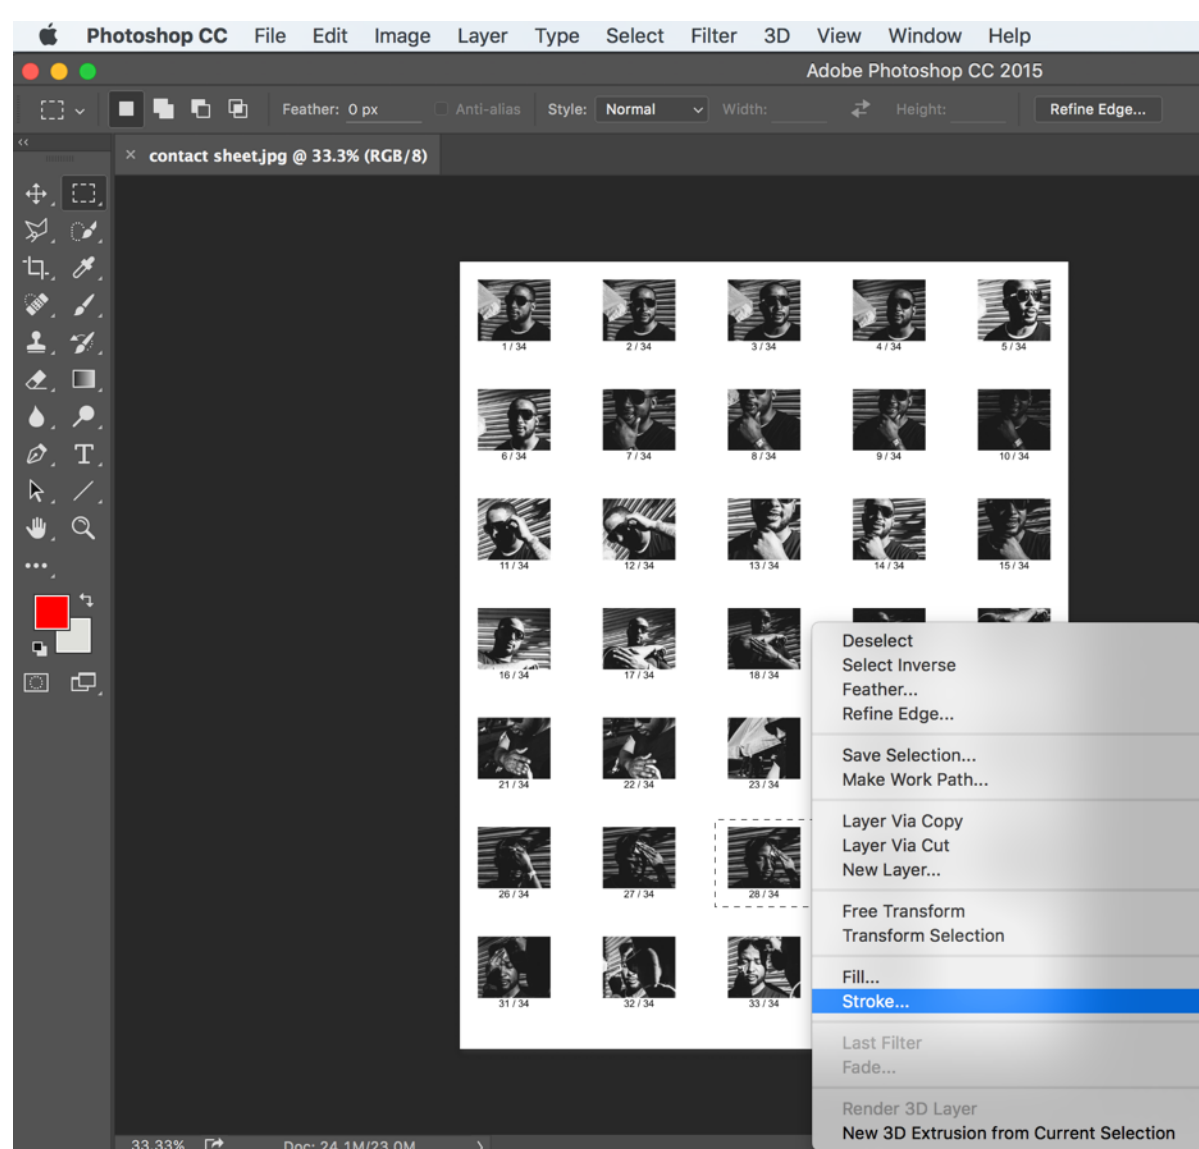 Photoshop CC File Edit Image Layer Type Select Filter 3D View Window Help
Adobe Photoshop CC 2015
Feather: 0 px Anti-alias Style: Normal Width: Height: Refine Edge...
× contact sheet.jpg @ 33.3% (RGB/8)
1 / 34 2 / 34 3 / 34 4 / 34 5 / 34
6 / 34 7 / 34 8 / 34 9 / 34 10 / 34
11 / 34 12 / 34 13 / 34 14 / 34 15 / 34
16 / 34 17 / 34 18 / 34
21 / 34 22 / 34 23 / 34
26 / 34 27 / 34 28 / 34
31 / 34 32 / 34 33 / 34
Deselect
Select Inverse
Feather...
Refine Edge...
Save Selection...
Make Work Path...
Layer Via Copy
Layer Via Cut
New Layer...
Free Transform
Transform Selection
Fill...
Stroke...
Last Filter
Fade...
Render 3D Layer
New 3D Extrusion from Current Selection
33.33% Doc: 24.1M/23.0M